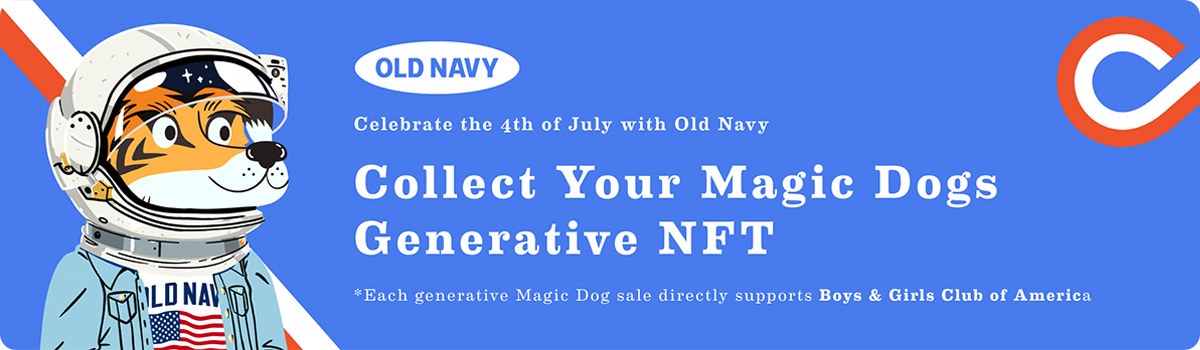 OLD NAVY
Celebrate the 4th of July with Old Navy
Collect Your Magic Dogs
Generative NFT
*Each generative Magic Dog sale directly supports Boys & Girls Club of America
OLD NAV